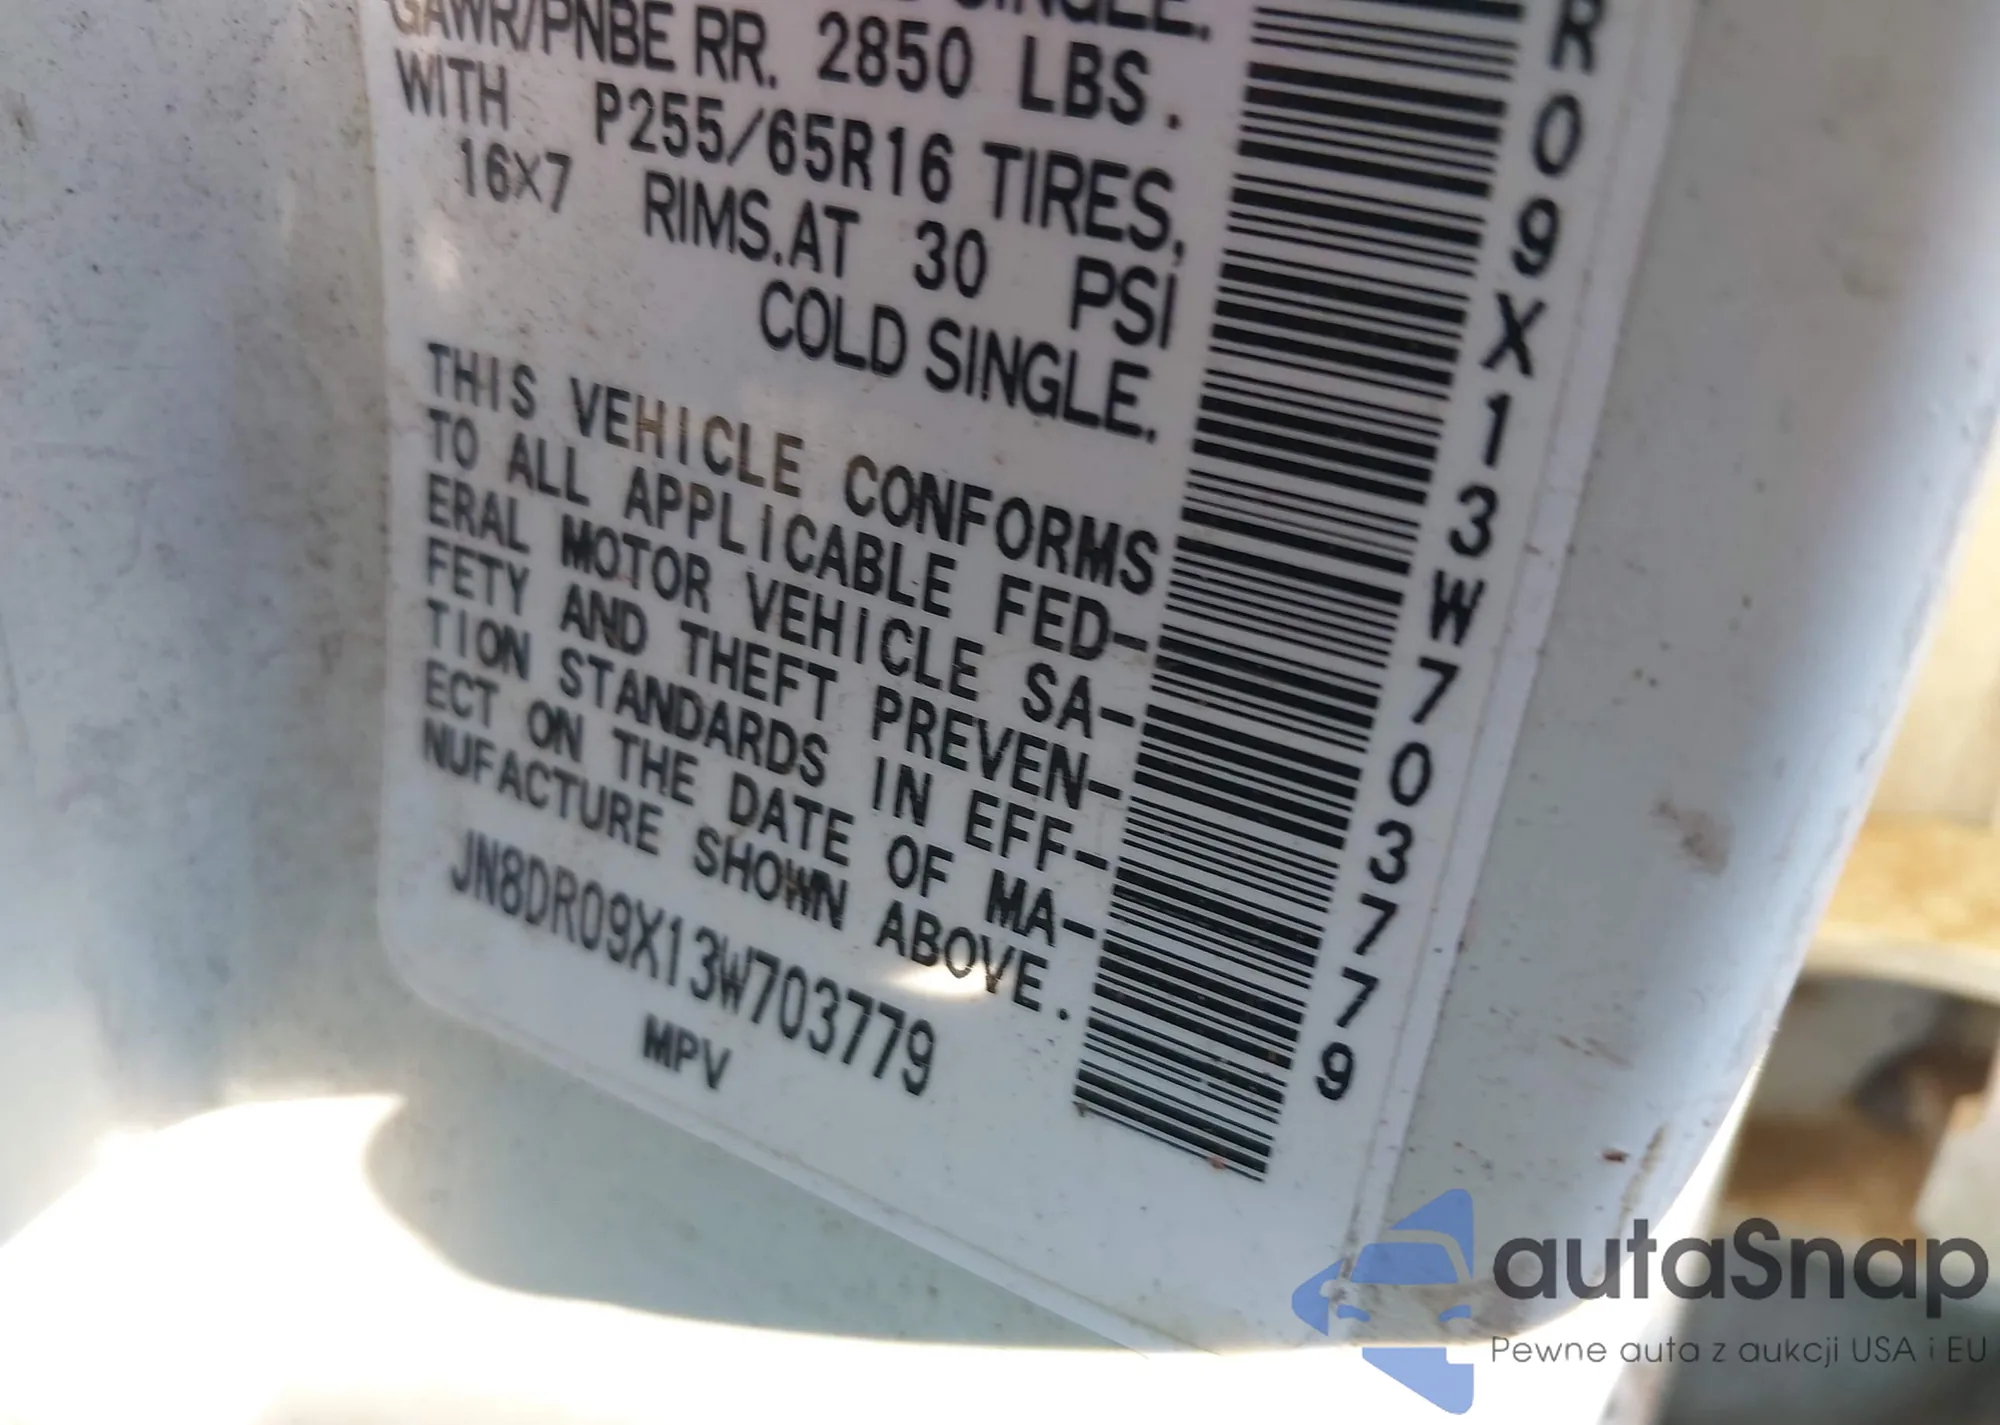 SINGLE.
GAWR/PNBE RR. 2850 LBS.
WITH P255/65R16 TIRES,
16X7 RIMS.AT 30 PSI
COLD SINGLE.
THIS VEHICLE CONFORMS
TO ALL APPLICABLE FED-
ERAL MOTOR VEHICLE SA-
FETY AND THEFT PREVEN-
TION STANDARDS IN EFF-
ECT ON THE DATE OF MA-
NUFACTURE SHOWN ABOVE.
JN8DR09X13W703779
MPV
R09X13W703779
autaSnap
Pewne auta z aukcji USA i EU